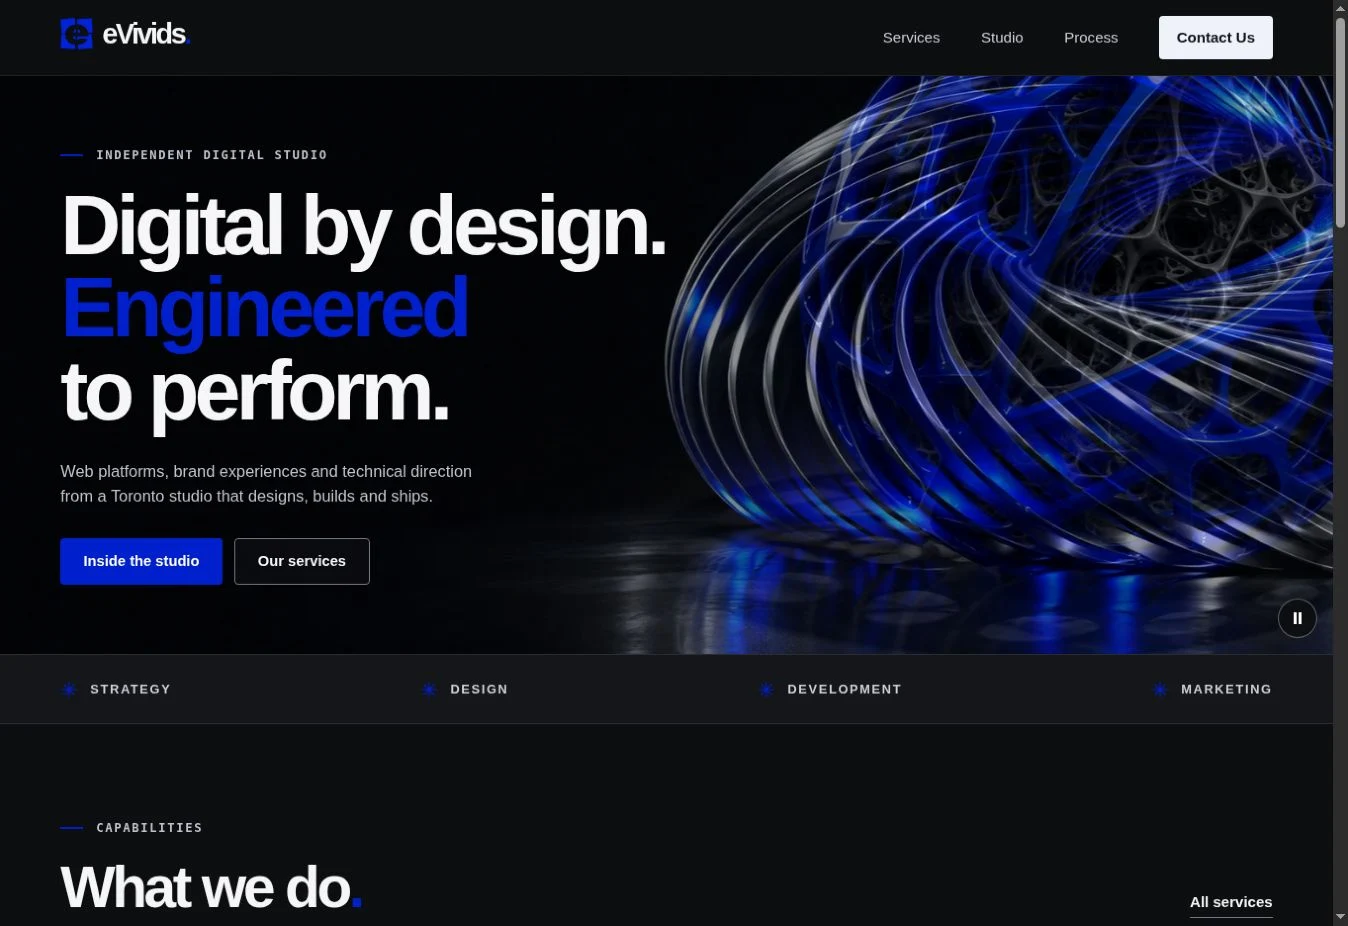 eVivids.
Services
Studio
Process
Contact Us
INDEPENDENT DIGITAL STUDIO
Digital by design.
Engineered
to perform.
Web platforms, brand experiences and technical direction
from a Toronto studio that designs, builds and ships.
Inside the studio
Our services
STRATEGY
DESIGN
DEVELOPMENT
MARKETING
CAPABILITIES
What we do.
All services